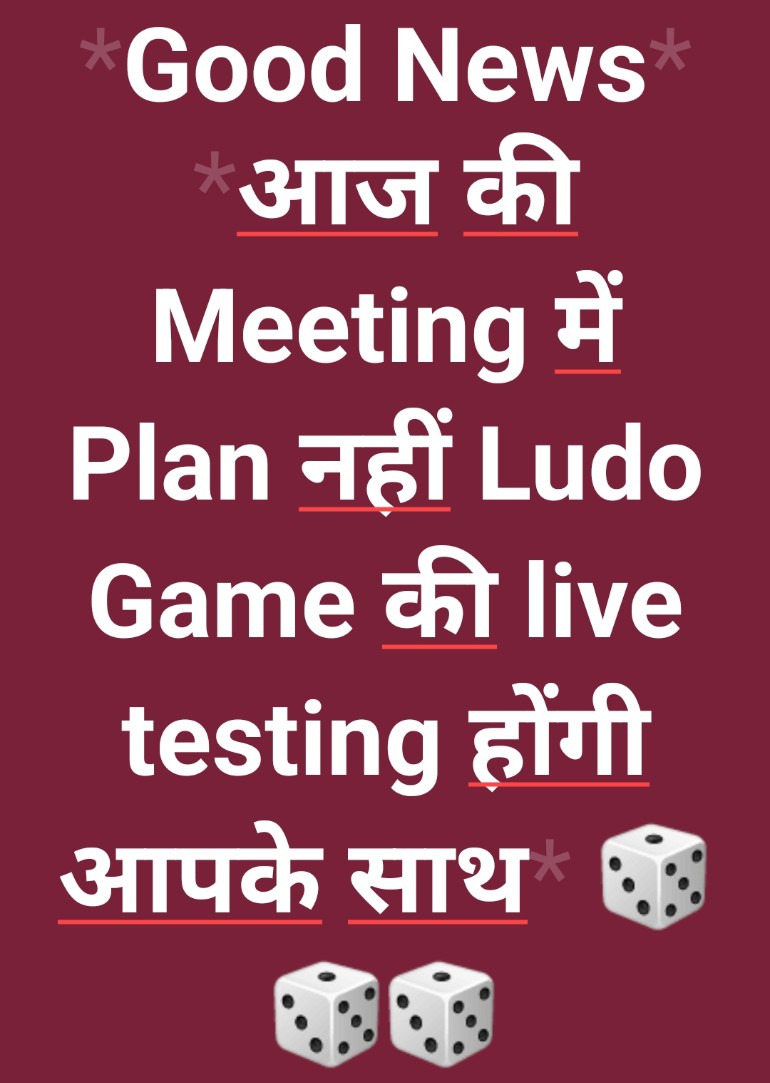 *Good News*
*आज की
Meeting में
Plan नहीं Ludo
Game की live
testing होंगी
आपके साथ* 🎲
🎲🎲